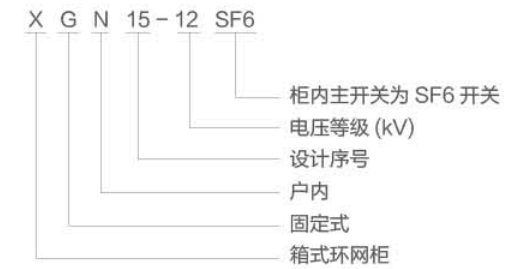 X G N 15-12 SF6
柜内主开关为 SF6 开关
电压等级 (kV)
设计序号
户内
固定式
箱式环网柜